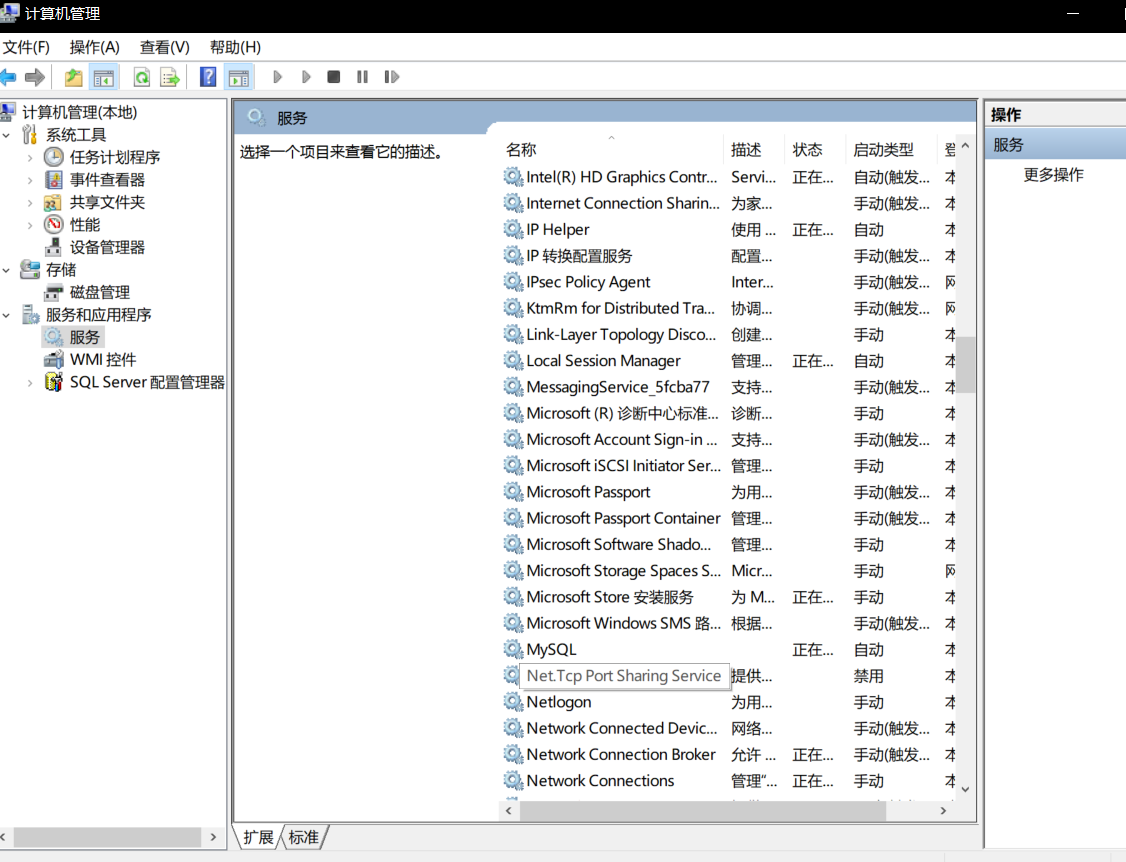 计算机管理
文件(F) 操作(A) 查看(V) 帮助(H)
计算机管理(本地)
系统工具
任务计划程序
事件查看器
共享文件夹
性能
设备管理器
存储
磁盘管理
服务和应用程序
服务
WMI 控件
SQL Server 配置管理器
服务
选择一个项目来查看它的描述。
名称 描述 状态 启动类型 登
Intel(R) HD Graphics Contr... Servi... 正在... 自动(触发... 本
Internet Connection Sharin... 为家... 手动(触发... 本
IP Helper 使用 ... 正在... 自动 本
IP 转换配置服务 配置... 手动(触发... 本
IPsec Policy Agent Inter... 手动(触发... 网
KtmRm for Distributed Tra... 协调... 手动(触发... 网
Link-Layer Topology Disco... 创建... 手动 本
Local Session Manager 管理... 正在... 自动 本
MessagingService_5fcba77 支持... 手动(触发... 本
Microsoft (R) 诊断中心标准... 诊断... 手动 本
Microsoft Account Sign-in ... 支持... 手动(触发... 本
Microsoft iSCSI Initiator Ser... 管理... 手动 本
Microsoft Passport 为用... 手动(触发... 本
Microsoft Passport Container 管理... 手动(触发... 本
Microsoft Software Shado... 管理... 手动 本
Microsoft Storage Spaces S... Micr... 手动 网
Microsoft Store 安装服务 为 M... 正在... 手动 本
Microsoft Windows SMS 路... 根据... 手动(触发... 本
MySQL 正在... 自动 本
Net.Tcp Port Sharing Service 提供... 禁用 本
Netlogon 为用... 手动 本
Network Connected Devic... 网络... 手动(触发... 本
Network Connection Broker 允许 ... 正在... 手动(触发... 本
Network Connections 管理“... 正在... 手动 本
扩展 标准
操作
服务
更多操作